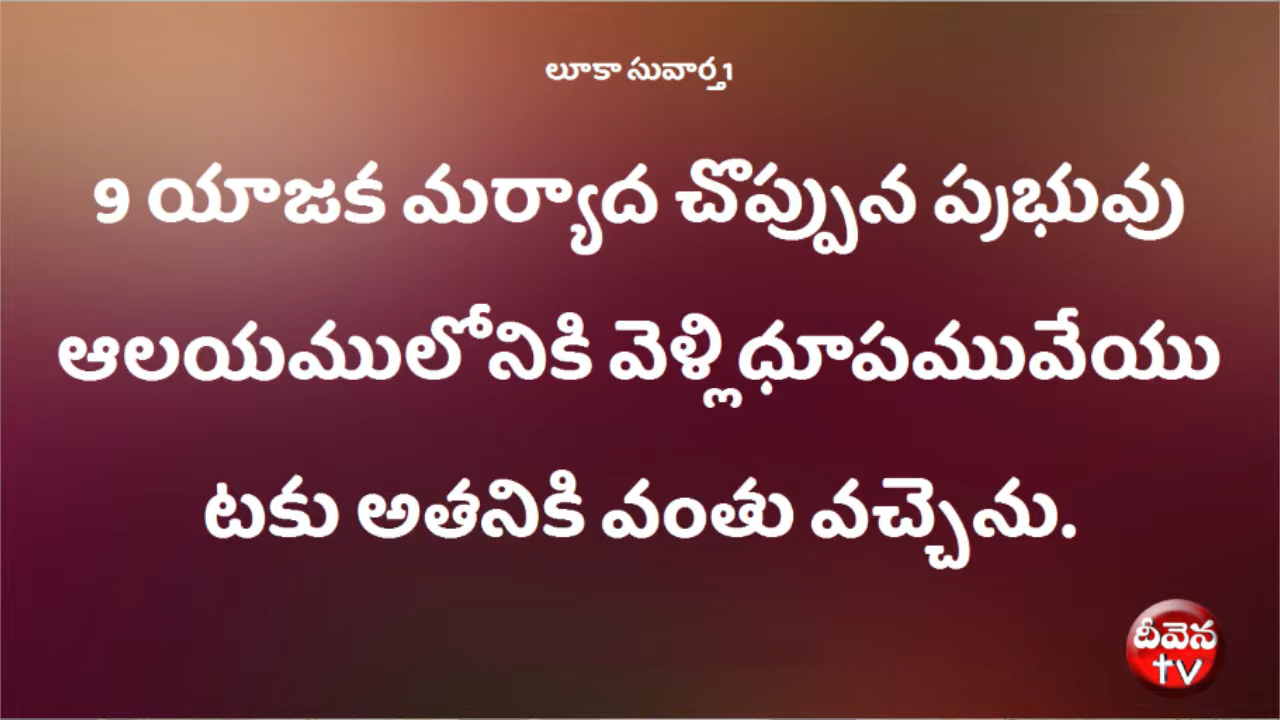 లూకా సువార్త 1
9 యాజక మర్యాద చొప్పున ప్రభువు
ఆలయములోనికి వెళ్లిధూపమువేయు
టకు అతనికి వంతు వచ్చెను.
దీవెన
tv